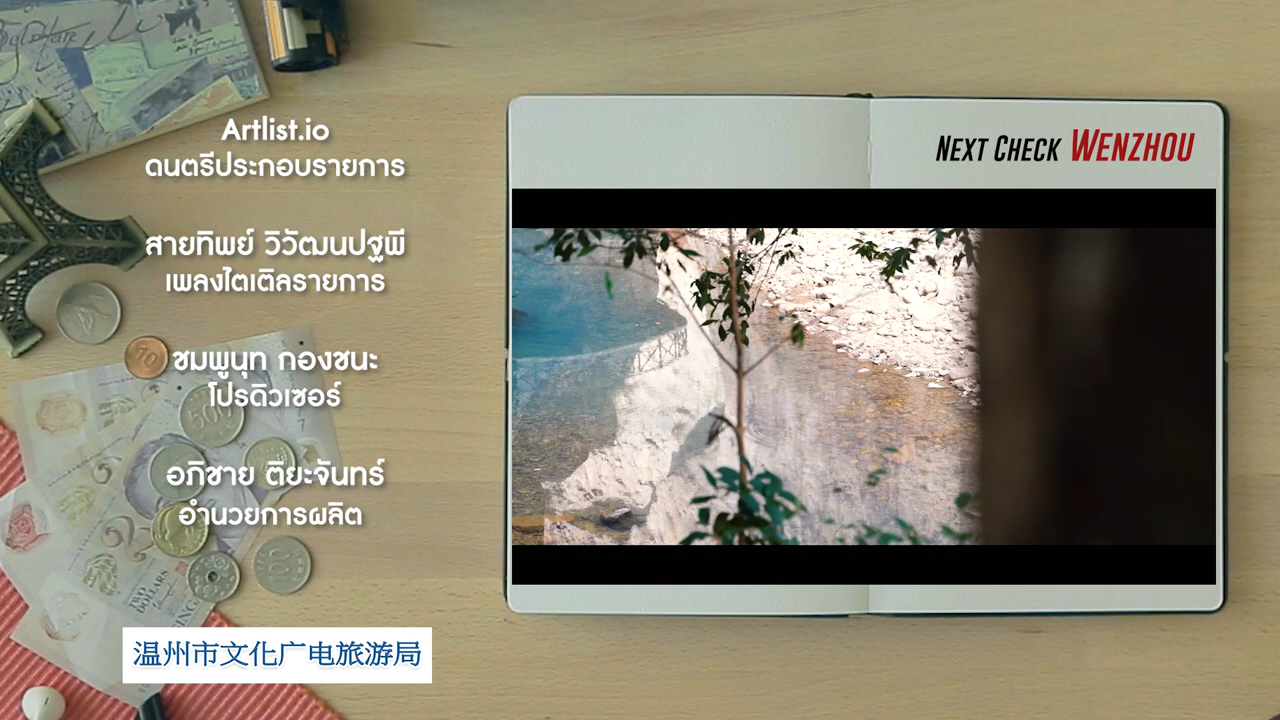 Artlist.io
ดนตรีประกอบรายการ
สายทิพย์ วิวัฒนปฐพี
เพลงไตเติลรายการ
ชมพูนุท กองชนะ
โปรดิวเซอร์
อภิชาย ติยะจันทร์
อำนวยการผลิต
温州市文化广电旅游局
NEXT CHECK WENZHOU
500
10
TWO
DOLLARS